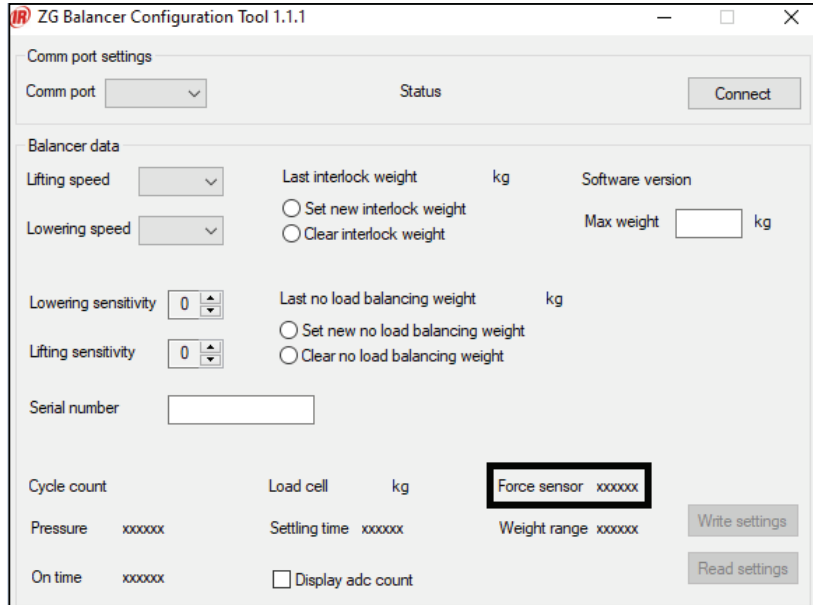 IR ZG Balancer Configuration Tool 1.1.1
Comm port settings
Comm port Status Connect
Balancer data
Lifting speed Last interlock weight kg Software version
Set new interlock weight
Lowering speed Clear interlock weight Max weight kg
Lowering sensitivity 0 Last no load balancing weight kg
Set new no load balancing weight
Lifting sensitivity 0 Clear no load balancing weight
Serial number
Cycle count Load cell kg Force sensor xxxxxx
Pressure xxxxxx Settling time xxxxxx Weight range xxxxxx Write settings
On time xxxxxx Display adc count Read settings